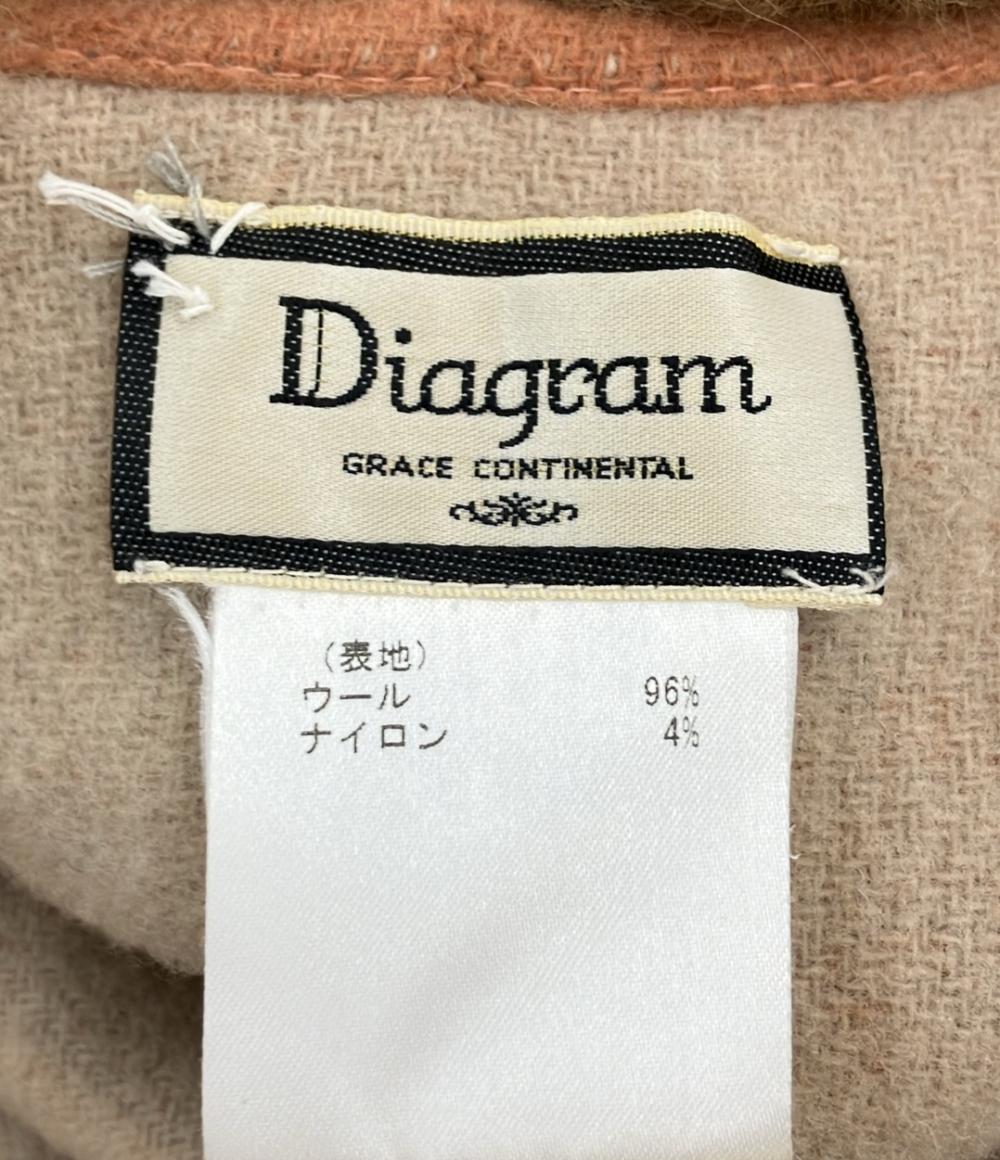 Diagram
GRACE CONTINENTAL
（表地）
ウール 96%
ナイロン 4%